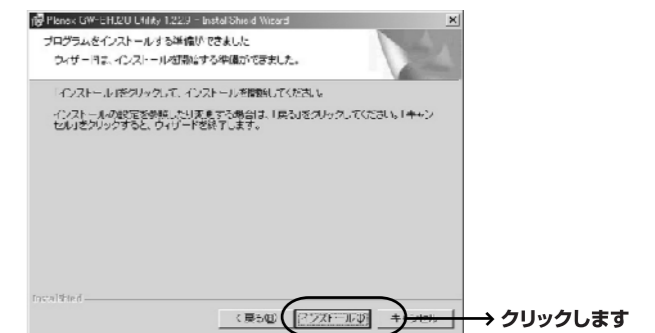 Planex GW-EH32U Utility 1.22.9 - InstallShield Wizard
プログラムをインストールする準備ができました
ウィザードは、インストールを開始する準備ができました。
「インストール」をクリックして、インストールを開始してください。
インストールの設定を参照したり変更する場合は、「戻る」をクリックしてください。「キャン
セル」をクリックすると、ウィザードを終了します。
InstallShield
< 戻る(B)
インストール(I)
キャンセル
クリックします